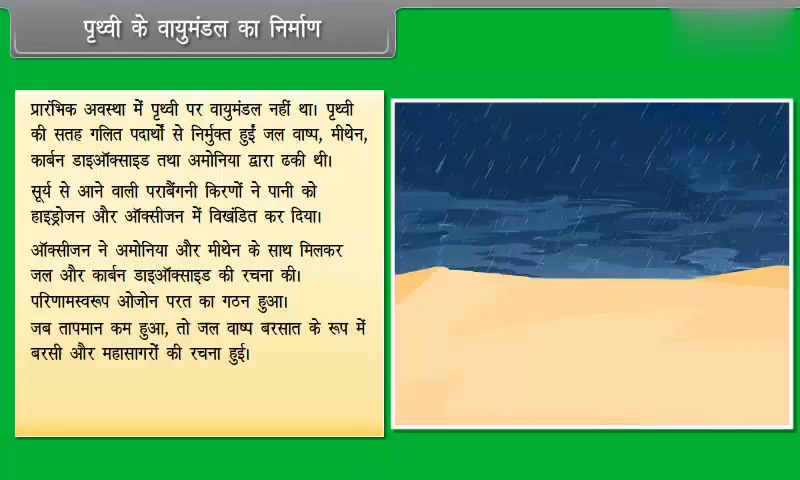 पृथ्वी के वायुमंडल का निर्माण
प्रारंभिक अवस्था में पृथ्वी पर वायुमंडल नहीं था। पृथ्वी
की सतह गलित पदार्थों से निर्मुक्त हुईं जल वाष्प, मीथेन,
कार्बन डाइऑक्साइड तथा अमोनिया द्वारा ढकी थी।
सूर्य से आने वाली पराबैंगनी किरणों ने पानी को
हाइड्रोजन और ऑक्सीजन में विखंडित कर दिया।
ऑक्सीजन ने अमोनिया और मीथेन के साथ मिलकर
जल और कार्बन डाइऑक्साइड की रचना की।
परिणामस्वरूप ओजोन परत का गठन हुआ।
जब तापमान कम हुआ, तो जल वाष्प बरसात के रूप में
बरसी और महासागरों की रचना हुई।